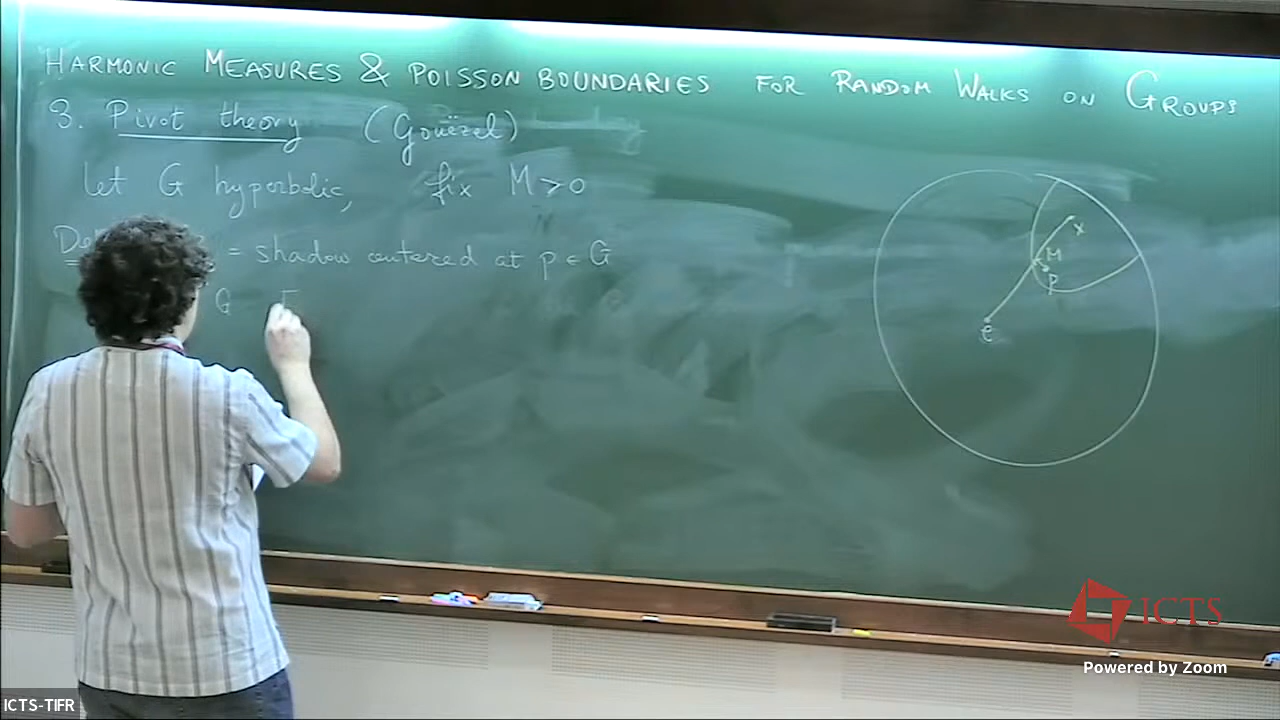 HARMONIC MEASURES & POISSON BOUNDARIES FOR RANDOM WALKS ON GROUPS
3. Pivot theory (Gouëzel)
let G hyperbolic, fix M>0
= shadow centered at p ∈ G
G
x
M
p
e
ICTS
Powered by Zoom
ICTS-TIFR